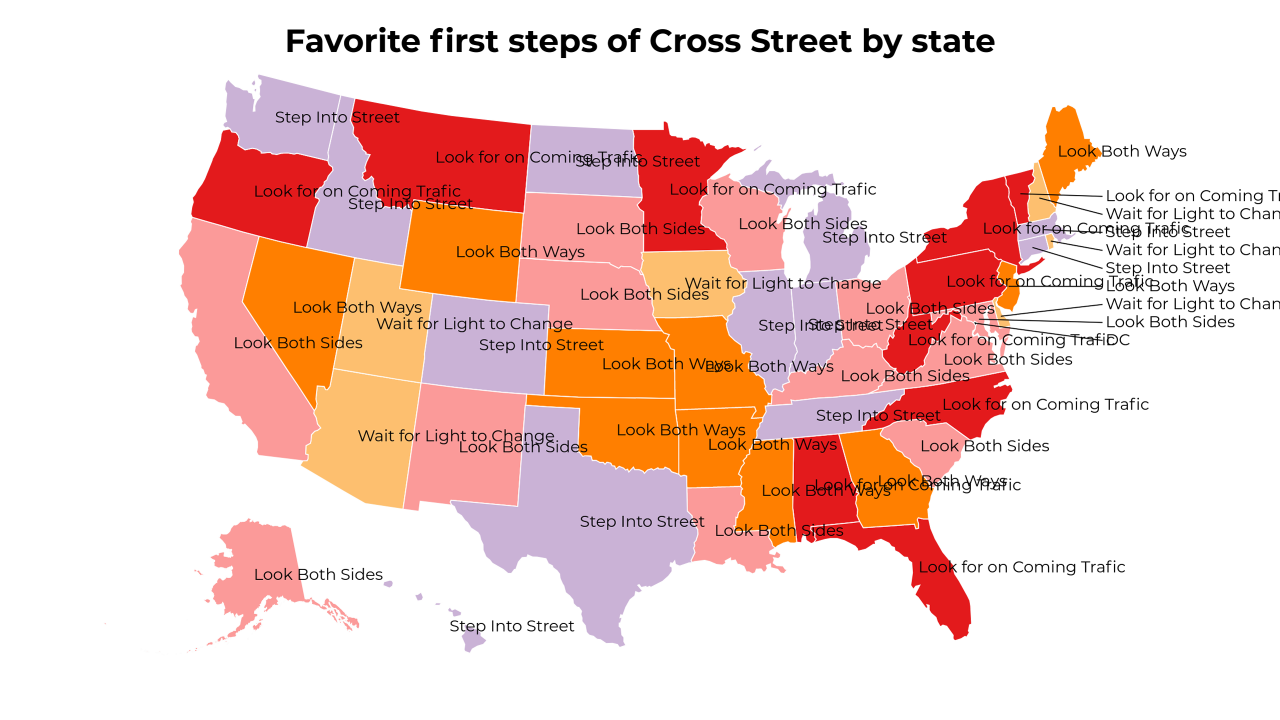 Favorite first steps of Cross Street by state
Step Into Street
Look Both Ways
Look for on Coming Trafic
Step Into Street
Look for on Coming Trafic
Look for on Coming Trafic
Step Into Street
Look for on Coming T
Wait for Light to Chan
Look Both Sides
Look Both Sides
Look for on Coming Trafic
Step Into Street
Step Into Street
Wait for Light to Chan
Look Both Ways
Step Into Street
Look for on Coming Trafic
Wait for Light to Change
Look Both Ways
Look Both Sides
Wait for Light to Chan
Look Both Ways
Look Both Sides
Look Both Sides
Wait for Light to Change
Step Into Street
Step Into Street
Look for on Coming Trafic
DC
Look Both Sides
Step Into Street
Look Both Sides
Look Both Ways
Look Both Ways
Look Both Sides
Look for on Coming Trafic
Step Into Street
Look Both Ways
Wait for Light to Change
Look Both Sides
Look Both Ways
Look Both Sides
Look Both Ways
Look for on Coming Trafic
Look Both Ways
Step Into Street
Look Both Sides
Look for on Coming Trafic
Look Both Sides
Step Into Street